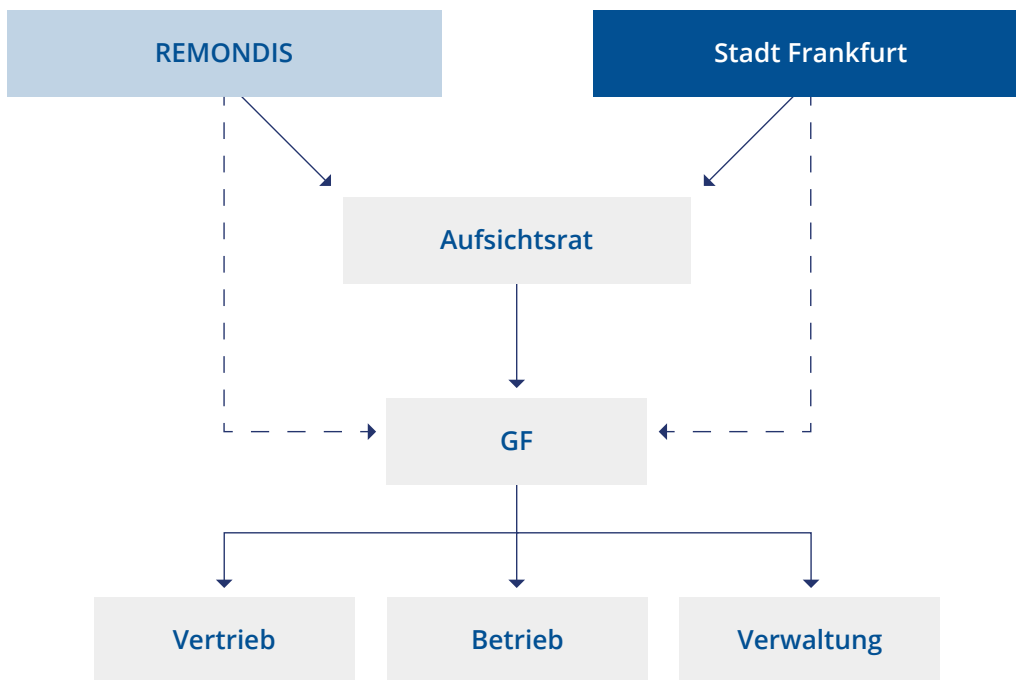 REMONDIS
Stadt Frankfurt
Aufsichtsrat
GF
Vertrieb
Betrieb
Verwaltung